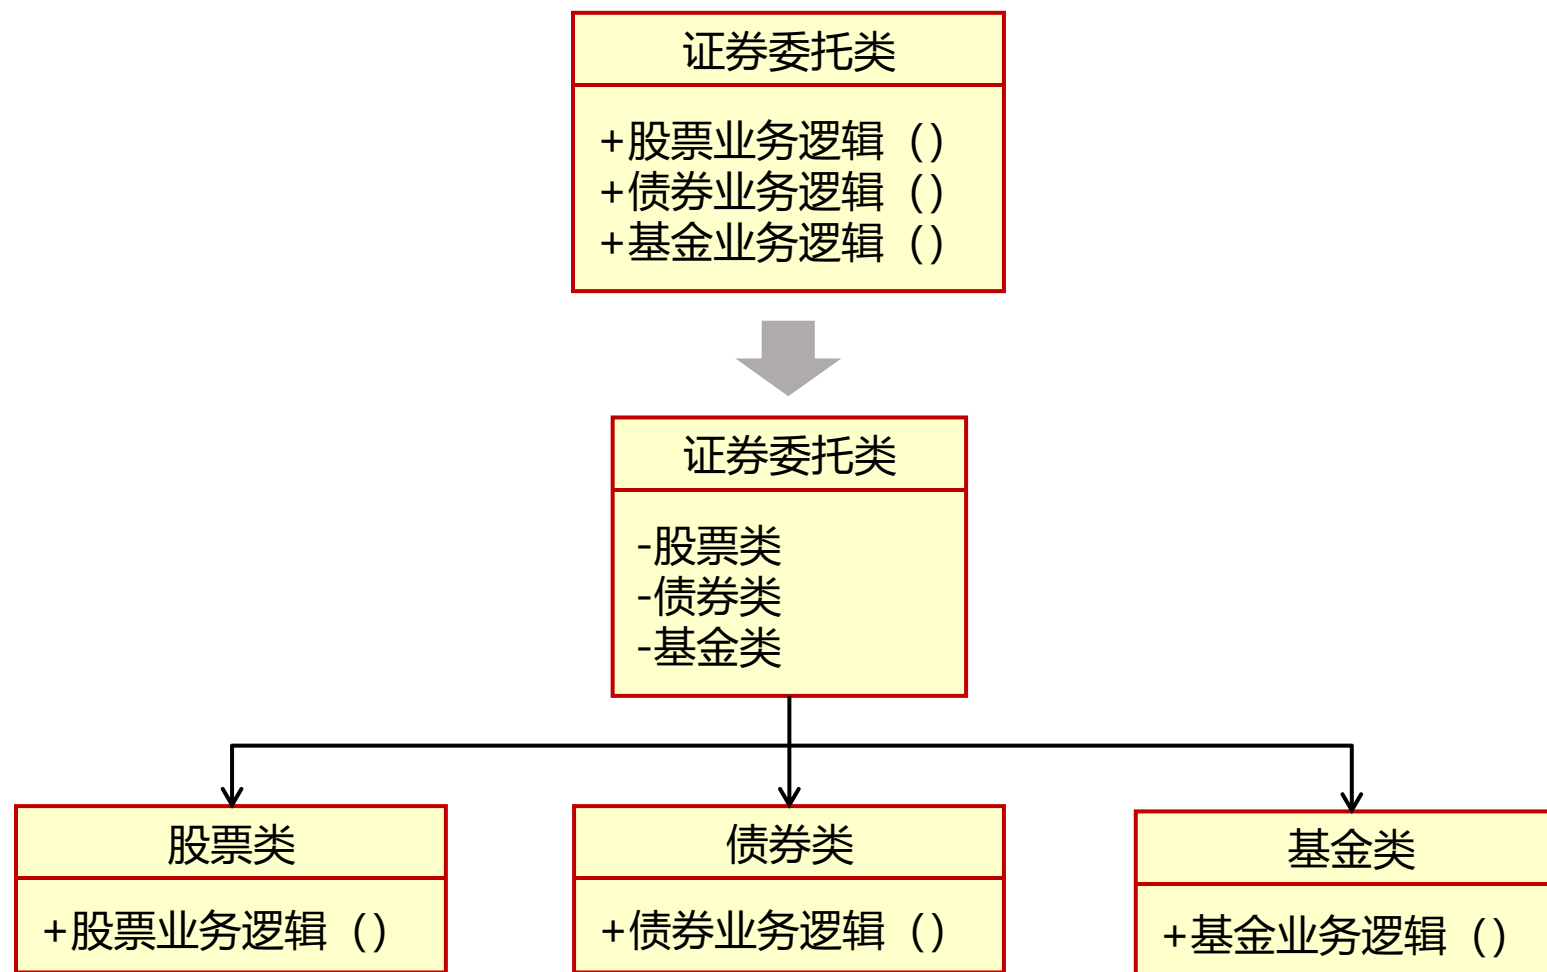 证券委托类
+股票业务逻辑（）
+债券业务逻辑（）
+基金业务逻辑（）
证券委托类
-股票类
-债券类
-基金类
股票类
+股票业务逻辑（）
债券类
+债券业务逻辑（）
基金类
+基金业务逻辑（）